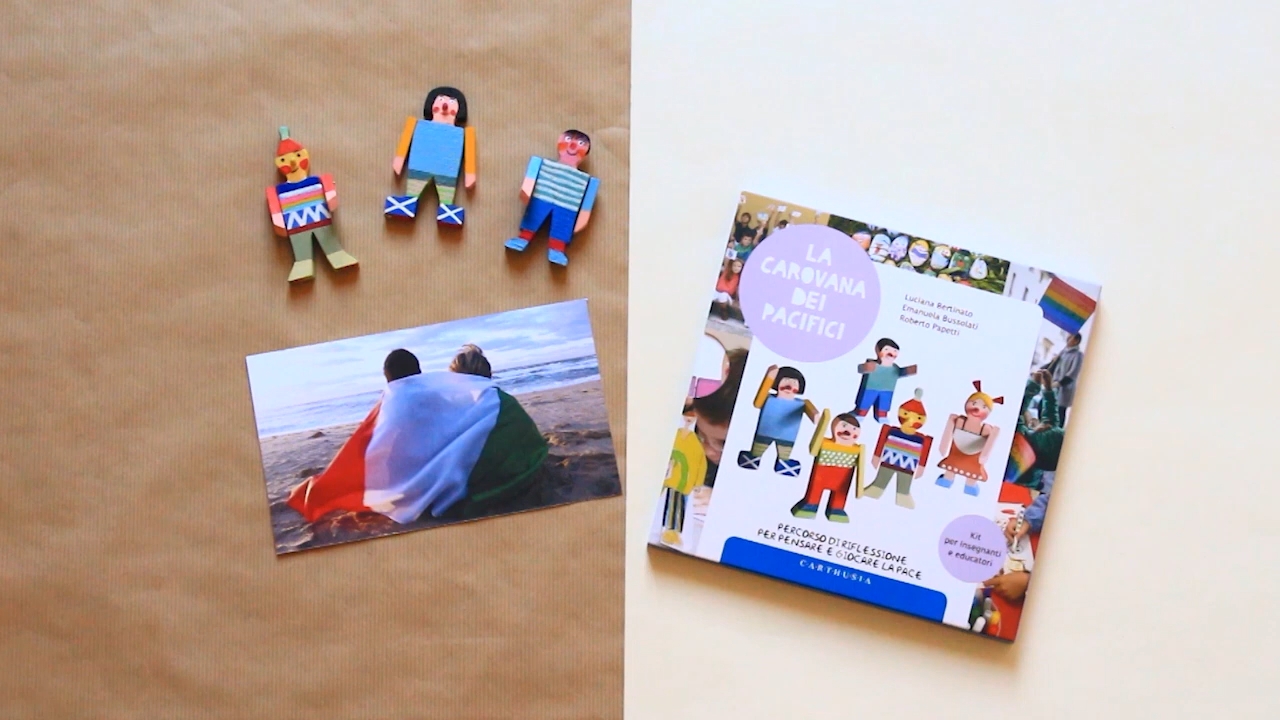 LA
CAROVANA
DEI
PACIFICI
Luciana Bertinato
Emanuela Bussolati
Roberto Papetti
PERCORSO DI RIFLESSIONE
PER PENSARE E GIOCARE LA PACE
Kit
per insegnanti
e educatori
CARTHUSIA